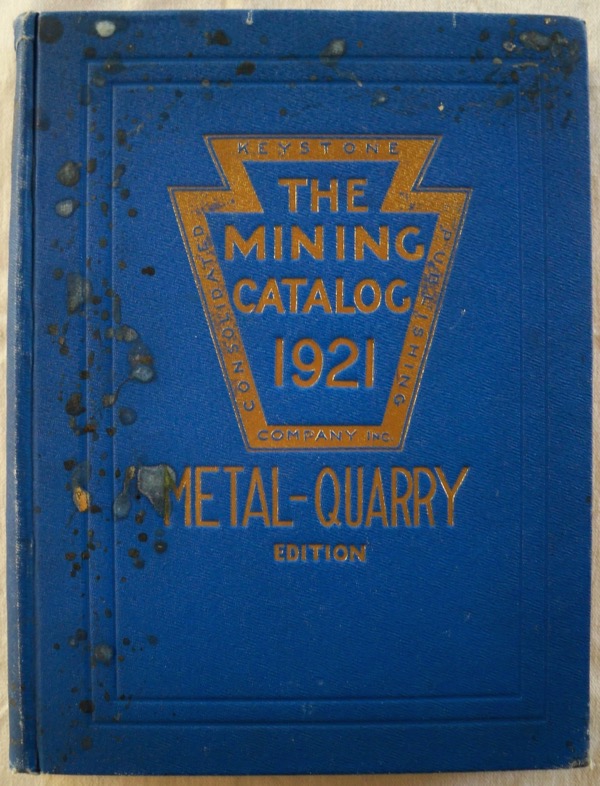 KEYSTONE
CONSOLIDATED
PUBLISHING
COMPANY INC.
THE
MINING
CATALOG
1921
METAL-QUARRY
EDITION